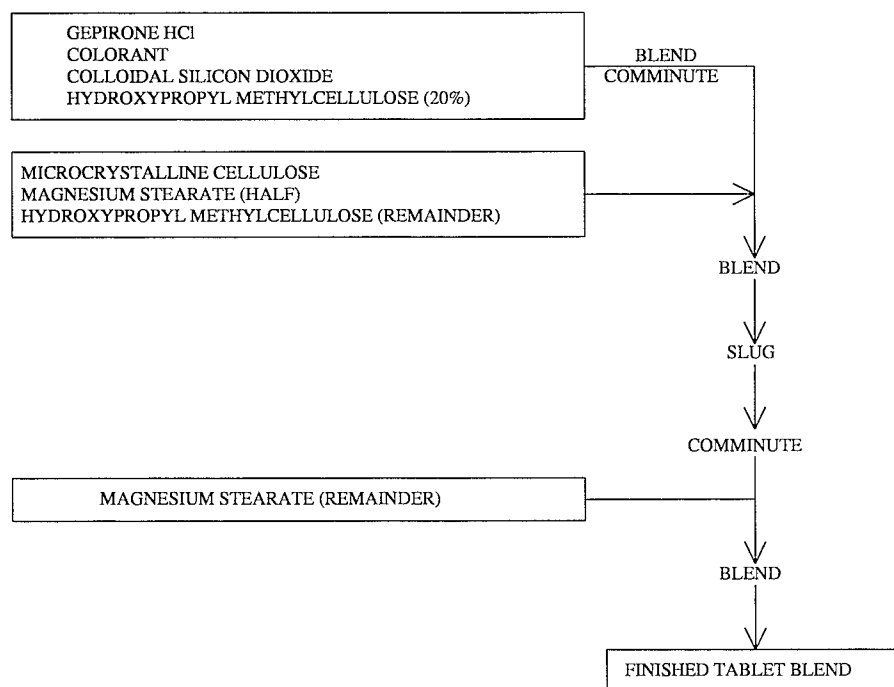 GEPIRONE HCl
COLORANT
COLLOIDAL SILICON DIOXIDE
HYDROXYPROPYL METHYLCELLULOSE (20%)
BLEND
COMMINUTE
MICROCRYSTALLINE CELLULOSE
MAGNESIUM STEARATE (HALF)
HYDROXYPROPYL METHYLCELLULOSE (REMAINDER)
BLEND
SLUG
COMMINUTE
MAGNESIUM STEARATE (REMAINDER)
BLEND
FINISHED TABLET BLEND